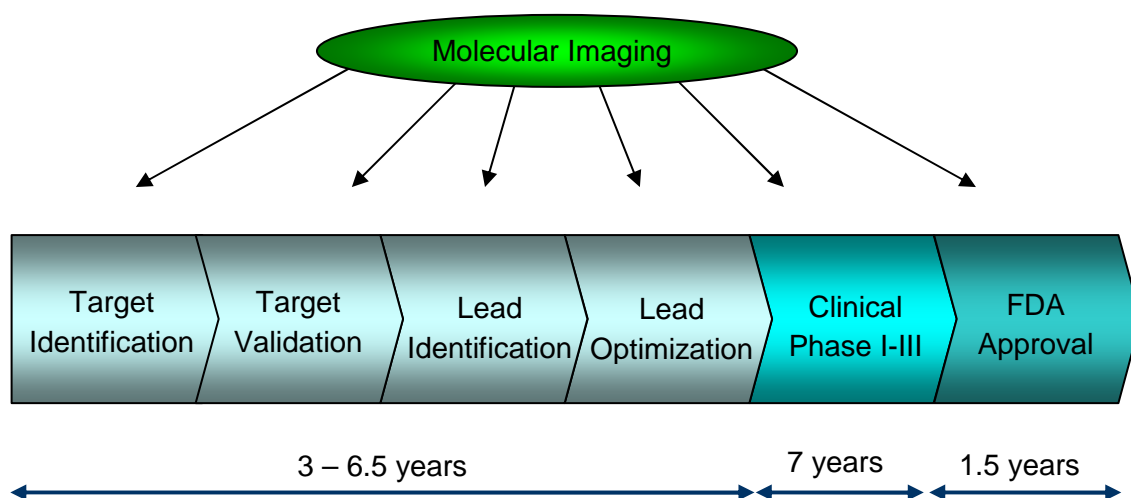 Molecular Imaging
Target
Identification
Target
Validation
Lead
Identification
Lead
Optimization
Clinical
Phase I-III
FDA
Approval
3 – 6.5 years
7 years
1.5 years